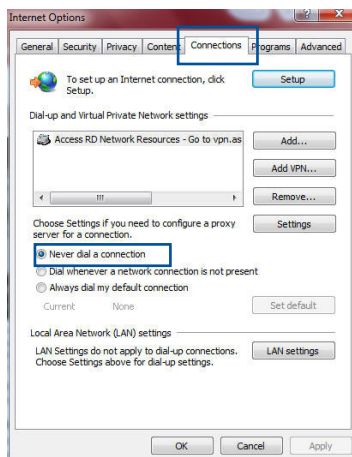 Internet Options
General Security Privacy Content Connections Programs Advanced
To set up an Internet connection, click
Setup.
Setup
Dial-up and Virtual Private Network settings
Access RD Network Resources - Go to vpn.as
Add...
Add VPN...
Remove...
Choose Settings if you need to configure a proxy
server for a connection.
Settings
Never dial a connection
Dial whenever a network connection is not present
Always dial my default connection
Current None
Set default
Local Area Network (LAN) settings
LAN Settings do not apply to dial-up connections.
Choose Settings above for dial-up settings.
LAN settings
OK Cancel Apply